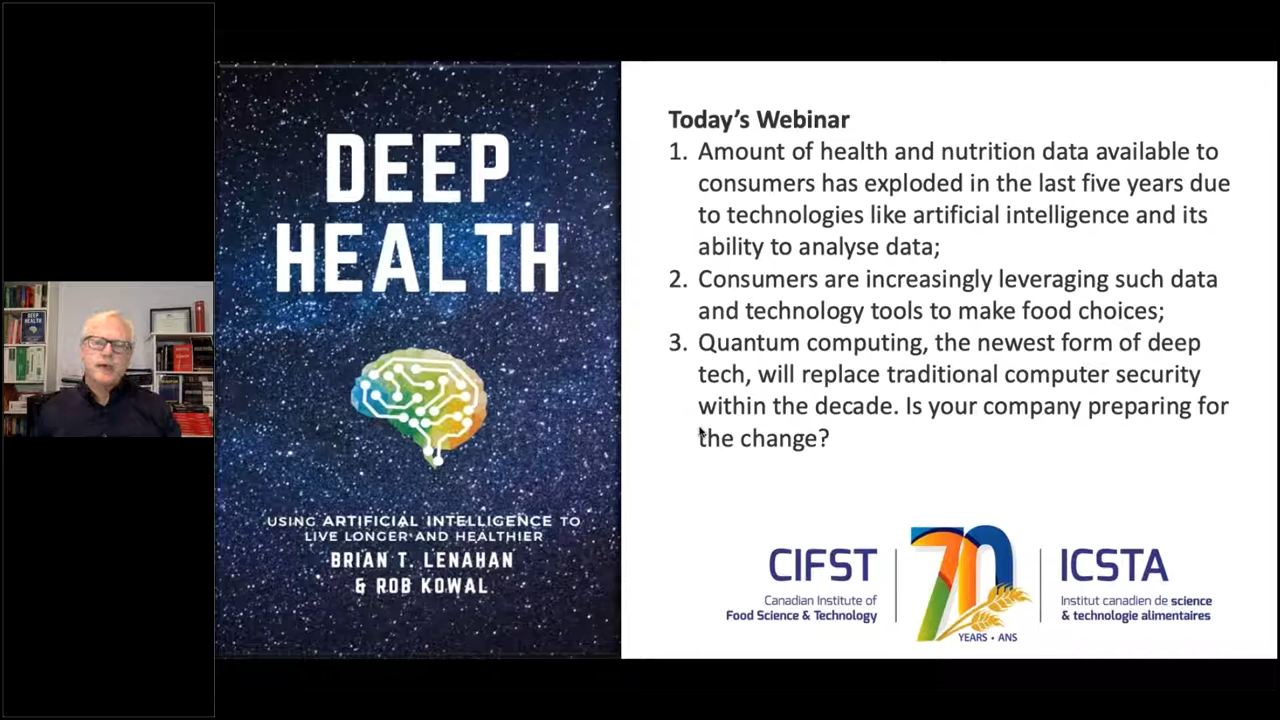 DEEP
HEALTH
USING ARTIFICIAL INTELLIGENCE TO
LIVE LONGER AND HEALTHIER
BRIAN T. LENAHAN
& ROB KOWAL
Today's Webinar
1. Amount of health and nutrition data available to
consumers has exploded in the last five years due
to technologies like artificial intelligence and its
ability to analyse data;
2. Consumers are increasingly leveraging such data
and technology tools to make food choices;
3. Quantum computing, the newest form of deep
tech, will replace traditional computer security
within the decade. Is your company preparing for
the change?
CIFST
Canadian Institute of
Food Science & Technology
70
YEARS • ANS
ICSTA
Institut canadien de science
& technologie alimentaires
DEEP
HEALTH